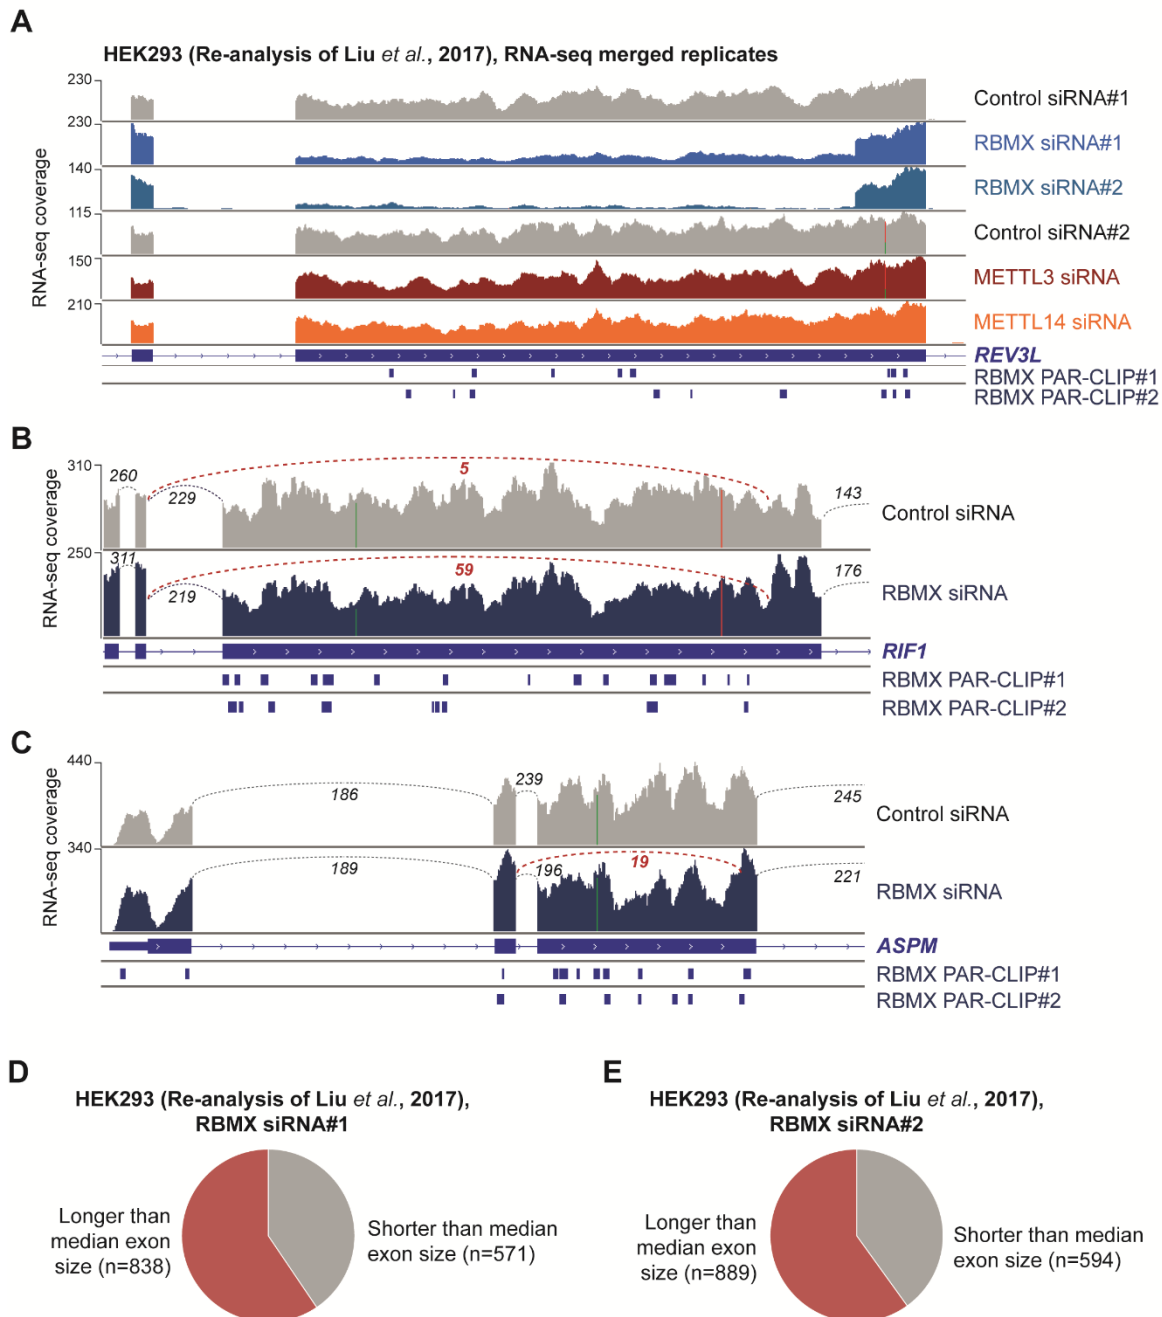 A
HEK293 (Re-analysis of Liu et al., 2017), RNA-seq merged replicates
RNA-seq coverage
230
Control siRNA#1
230
RBMX siRNA#1
140
RBMX siRNA#2
115
Control siRNA#2
150
METTL3 siRNA
210
METTL14 siRNA
REV3L
RBMX PAR-CLIP#1
RBMX PAR-CLIP#2
B
RNA-seq coverage
310
260
229
5
143
Control siRNA
RNA-seq coverage
250
311
219
59
176
RBMX siRNA
RIF1
RBMX PAR-CLIP#1
RBMX PAR-CLIP#2
C
RNA-seq coverage
440
186
239
245
Control siRNA
340
189
196
19
221
RBMX siRNA
ASPM
RBMX PAR-CLIP#1
RBMX PAR-CLIP#2
D
HEK293 (Re-analysis of Liu et al., 2017),
RBMX siRNA#1
Longer than
median exon
size (n=838)
Shorter than median
exon size (n=571)
E
HEK293 (Re-analysis of Liu et al., 2017),
RBMX siRNA#2
Longer than
median exon
size (n=889)
Shorter than median
exon size (n=594)